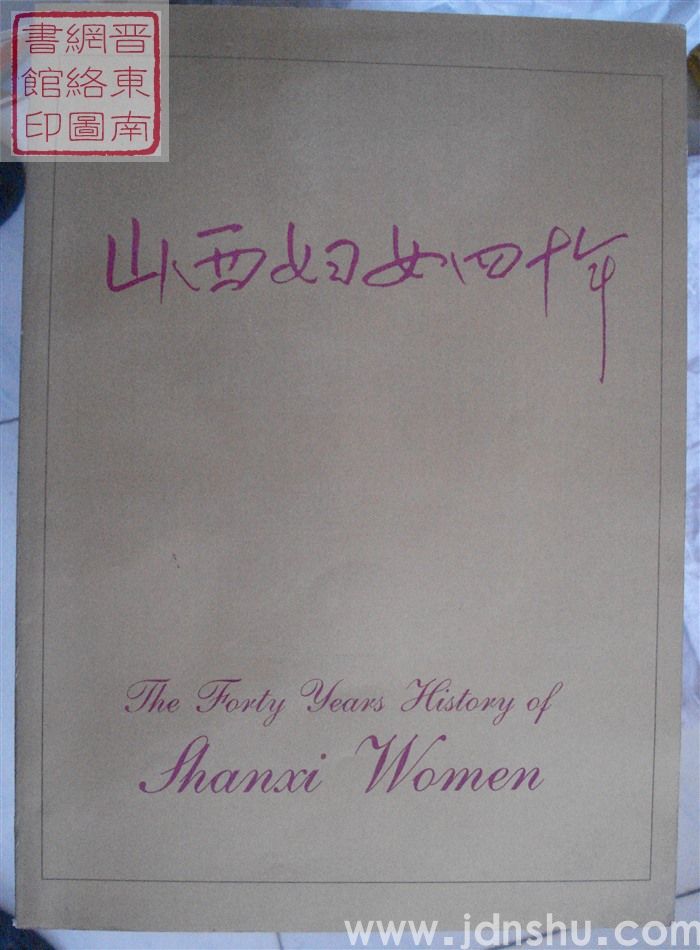 晋東南
網絡圖
書館印
山西妇女四十年
The Forty Years History of
Shanxi Women
www.jdnshu.com